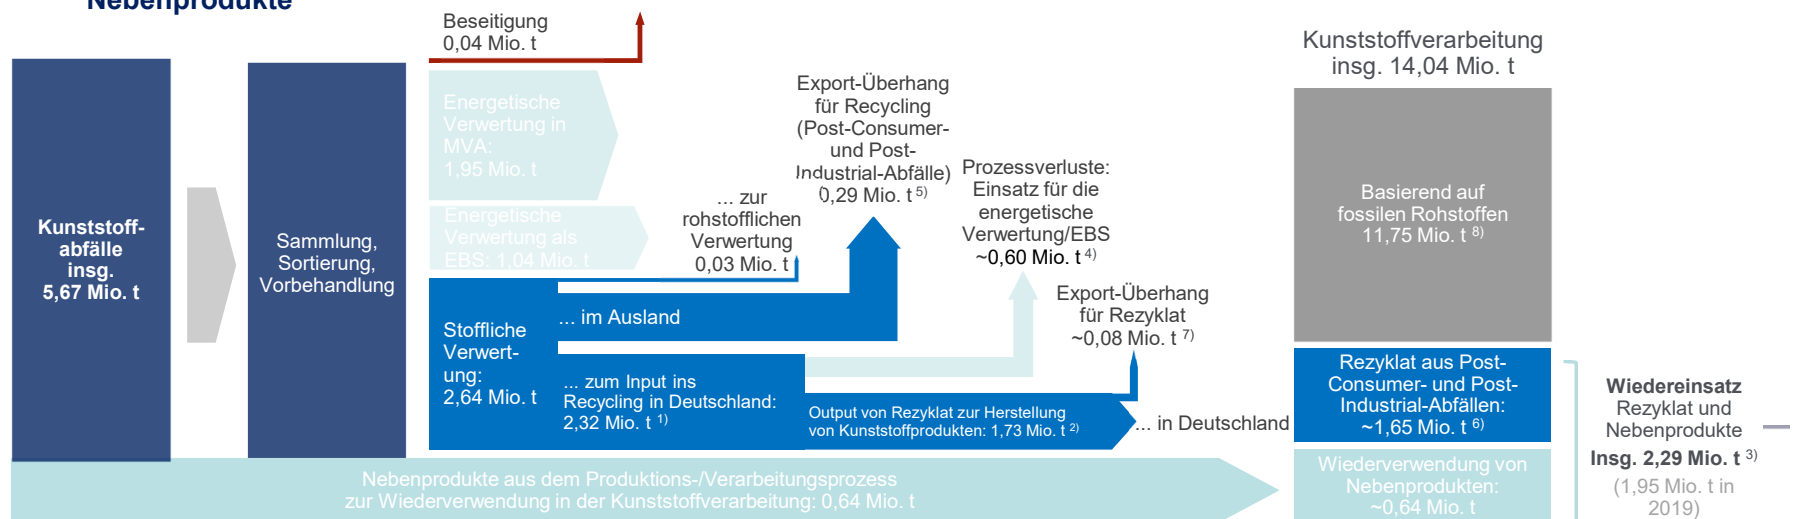 Nebenprodukte
Beseitigung
0,04 Mio. t
Kunststoff-
abfälle
insg.
5,67 Mio. t
Sammlung,
Sortierung,
Vorbehandlung
Energetische
Verwertung in
MVA:
1,95 Mio. t
Energetische
Verwertung als
EBS: 1,04 Mio. t
Stoffliche
Verwert-
ung:
2,64 Mio. t
... zur
rohstofflichen
Verwertung
0,03 Mio. t
... im Ausland
Export-Überhang
für Recycling
(Post-Consumer-
und Post-
Industrial-Abfälle)
0,29 Mio. t 5)
... zum Input ins
Recycling in Deutschland:
2,32 Mio. t 1)
Prozessverluste:
Einsatz für die
energetische
Verwertung/EBS
~0,60 Mio. t 4)
Output von Rezyklat zur Herstellung
von Kunststoffprodukten: 1,73 Mio. t 2)
Export-Überhang
für Rezyklat
~0,08 Mio. t 7)
... in Deutschland
Kunststoffverarbeitung
insg. 14,04 Mio. t
Basierend auf
fossilen Rohstoffen
11,75 Mio. t 8)
Rezyklat aus Post-
Consumer- und Post-
Industrial-Abfällen:
~1,65 Mio. t 6)
Wiederverwendung von
Nebenprodukten:
~0,64 Mio. t
Wiedereinsatz
Rezyklat und
Nebenprodukte
Insg. 2,29 Mio. t 3)
(1,95 Mio. t in
2019)
Nebenprodukte aus dem Produktions-/Verarbeitungsprozess
zur Wiederverwendung in der Kunststoffverarbeitung: 0,64 Mio. t